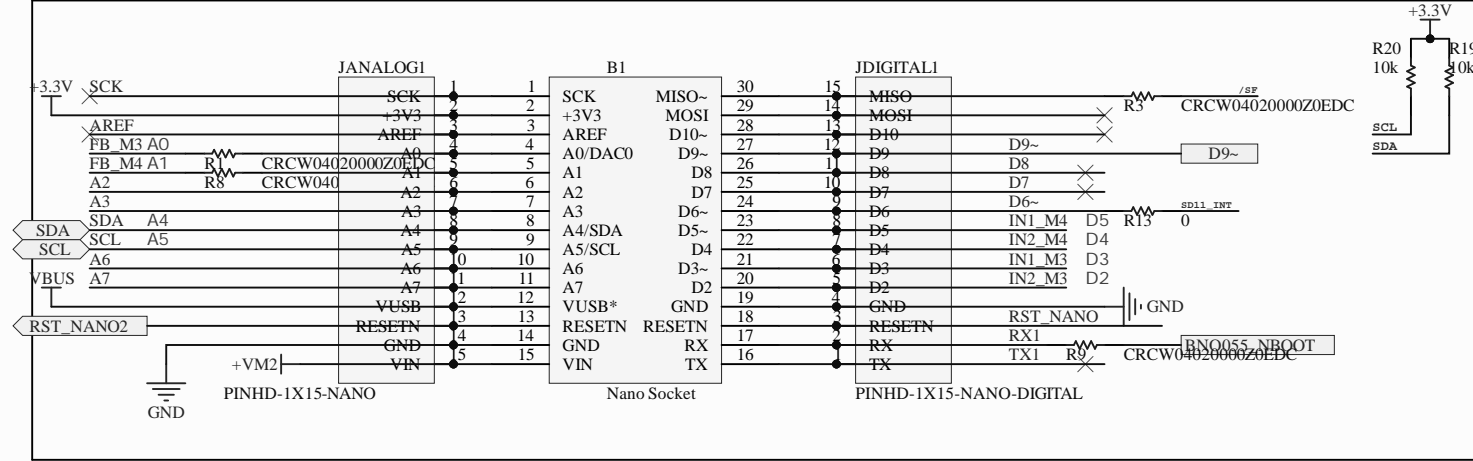 +3.3V
R20
R19
10k
10k
SCL
SDA
JANALOG1
B1
JDIGITAL1
+3.3V
SCK
SCK
1
1
SCK
MISO~
30
15
MISO
R3
/SF
CRCW04020000Z0EDC
+3V3
2
2
+3V3
MOSI
29
14
MOSI
AREF
AREF
3
3
AREF
D10~
28
13
D10
FB_M3 A0
R1
CRCW04020000Z0EDC
A0
4
4
A0/DAC0
D9~
27
12
D9
D9~
D9~
FB_M4 A1
R8
CRCW040
A1
5
5
A1
D8
26
11
D8
D8
A2
A2
6
6
A2
D7
25
10
D7
D7
A3
A3
7
7
A3
D6~
24
9
D6
D6~
R13
SD11_INT
0
SDA
SDA A4
A4
8
8
A4/SDA
D5~
23
8
D5
IN1_M4 D5
SCL
SCL A5
A5
9
9
A5/SCL
D4
22
7
D4
IN2_M4 D4
A6
A6
0
10
A6
D3~
21
6
D3
IN1_M3 D3
VBUS
A7
A7
1
11
A7
D2
20
5
D2
IN2_M3 D2
VUSB
2
12
VUSB*
GND
19
4
GND
GND
RST_NANO2
RESETN
3
13
RESETN
RESETN
18
3
RESETN
RST_NANO
GND
4
14
GND
RX
17
2
RX
RX1
R9
CRCW04020000Z0EDC
BNO055_NBOOT
+VM2
VIN
5
15
VIN
TX
16
1
TX
TX1
GND
PINHD-1X15-NANO
Nano Socket
PINHD-1X15-NANO-DIGITAL